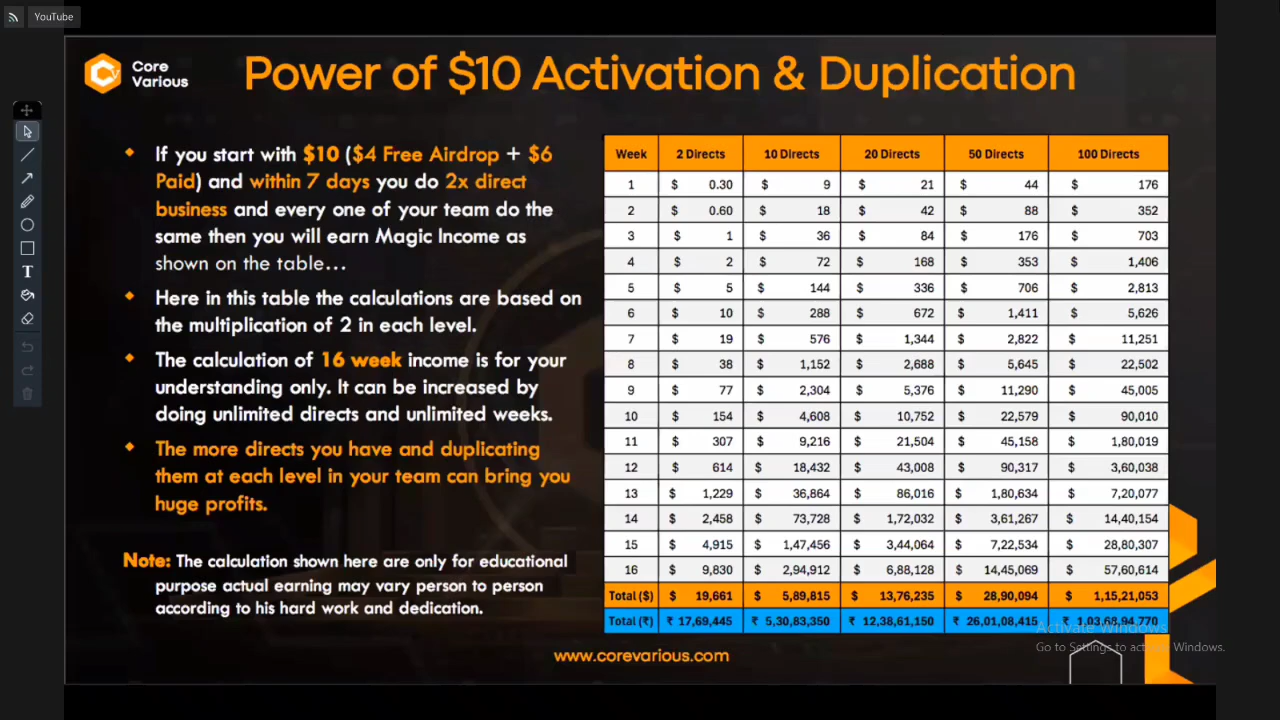 YouTube
Core
Various
Power of $10 Activation & Duplication
If you start with $10 ($4 Free Airdrop + $6
Paid) and within 7 days you do 2x direct
business and every one of your team do the
same then you will earn Magic Income as
shown on the table...
Here in this table the calculations are based on
the multiplication of 2 in each level.
The calculation of 16 week income is for your
understanding only. It can be increased by
doing unlimited directs and unlimited weeks.
The more directs you have and duplicating
them at each level in your team can bring you
huge profits.
Note: The calculation shown here are only for educational
purpose actual earning may vary person to person
according to his hard work and dedication.
Week 2 Directs 10 Directs 20 Directs 50 Directs 100 Directs
1 $ 0.30 $ 9 $ 21 $ 44 $ 176
2 $ 0.60 $ 18 $ 42 $ 88 $ 352
3 $ 1 $ 36 $ 84 $ 176 $ 703
4 $ 2 $ 72 $ 168 $ 353 $ 1,406
5 $ 5 $ 144 $ 336 $ 706 $ 2,813
6 $ 10 $ 288 $ 672 $ 1,411 $ 5,626
7 $ 19 $ 576 $ 1,344 $ 2,822 $ 11,251
8 $ 38 $ 1,152 $ 2,688 $ 5,645 $ 22,502
9 $ 77 $ 2,304 $ 5,376 $ 11,290 $ 45,005
10 $ 154 $ 4,608 $ 10,752 $ 22,579 $ 90,010
11 $ 307 $ 9,216 $ 21,504 $ 45,158 $ 1,80,019
12 $ 614 $ 18,432 $ 43,008 $ 90,317 $ 3,60,038
13 $ 1,229 $ 36,864 $ 86,016 $ 1,80,634 $ 7,20,077
14 $ 2,458 $ 73,728 $ 1,72,032 $ 3,61,267 $ 14,40,154
15 $ 4,915 $ 1,47,456 $ 3,44,064 $ 7,22,534 $ 28,80,307
16 $ 9,830 $ 2,94,912 $ 6,88,128 $ 14,45,069 $ 57,60,614
Total ($) $ 19,661 $ 5,89,815 $ 13,76,235 $ 28,90,094 $ 1,15,21,053
Total (₹) ₹ 17,69,445 ₹ 5,30,83,350 ₹ 12,38,61,150 ₹ 26,01,08,415 ₹ 1,03,68,94,770
www.corevarious.com
Activate Windows
Go to Settings to activate Windows.